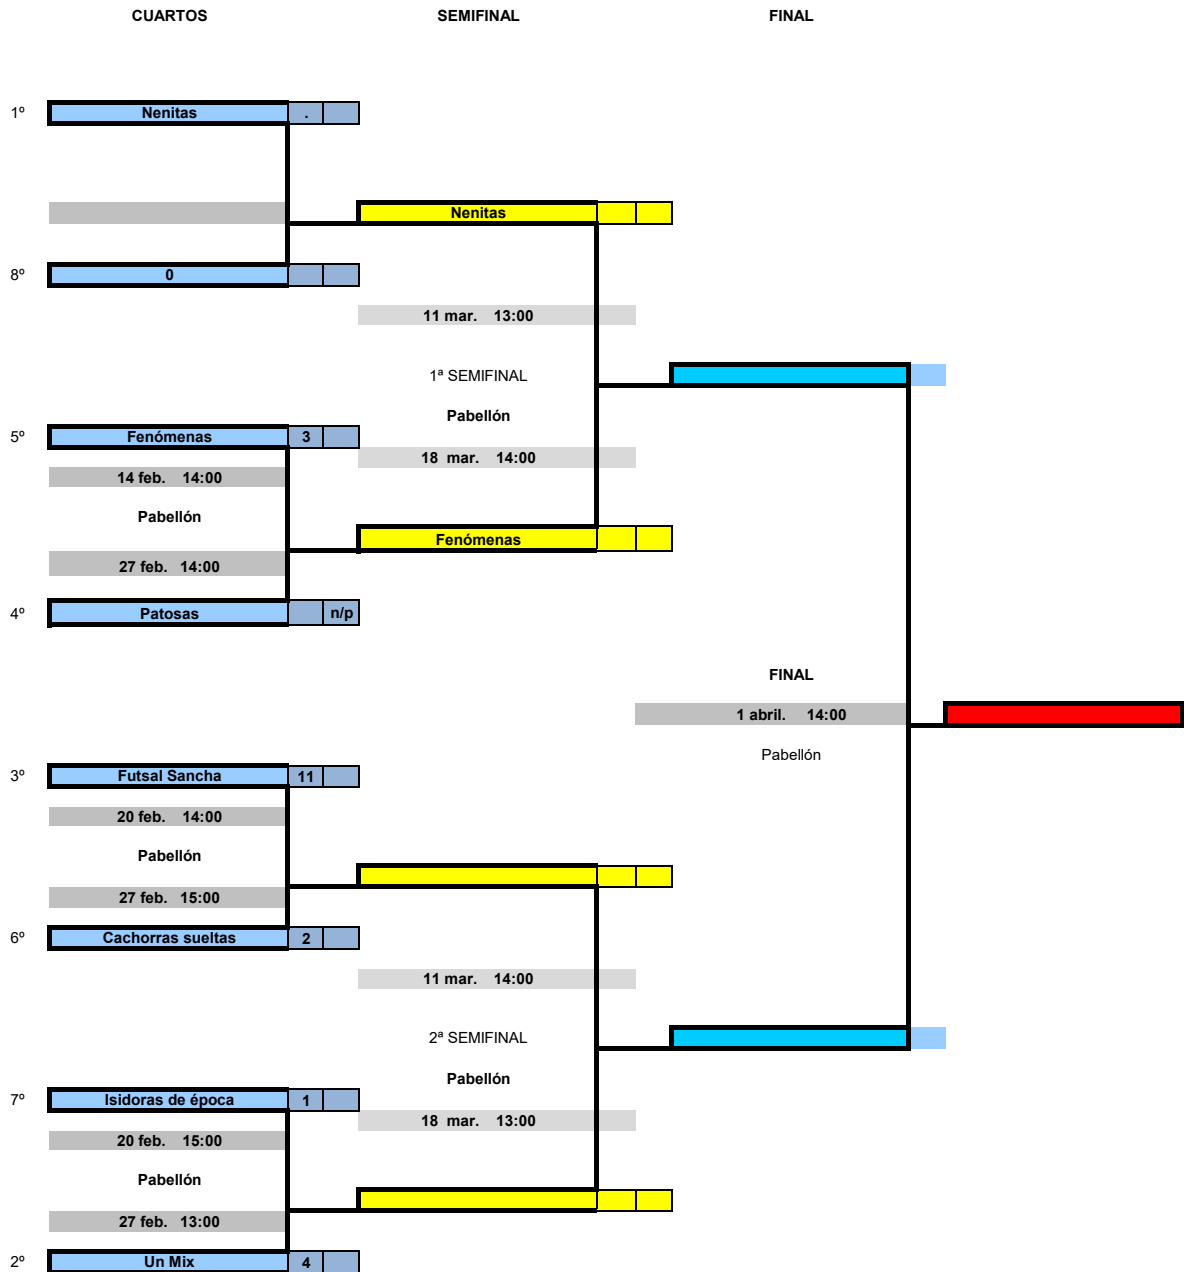 CUARTOS SEMIFINAL FINAL
1º Nenitas .
Nenitas
8º 0
11 mar. 13:00
1ª SEMIFINAL
Pabellón
5º Fenómenas 3
18 mar. 14:00
14 feb. 14:00
Pabellón
Fenómenas
27 feb. 14:00
4º Patosas n/p
FINAL
1 abril. 14:00
Pabellón
3º Futsal Sancha 11
20 feb. 14:00
Pabellón
27 feb. 15:00
6º Cachorras sueltas 2
11 mar. 14:00
2ª SEMIFINAL
Pabellón
7º Isidoras de época 1
18 mar. 13:00
20 feb. 15:00
Pabellón
27 feb. 13:00
2º Un Mix 4